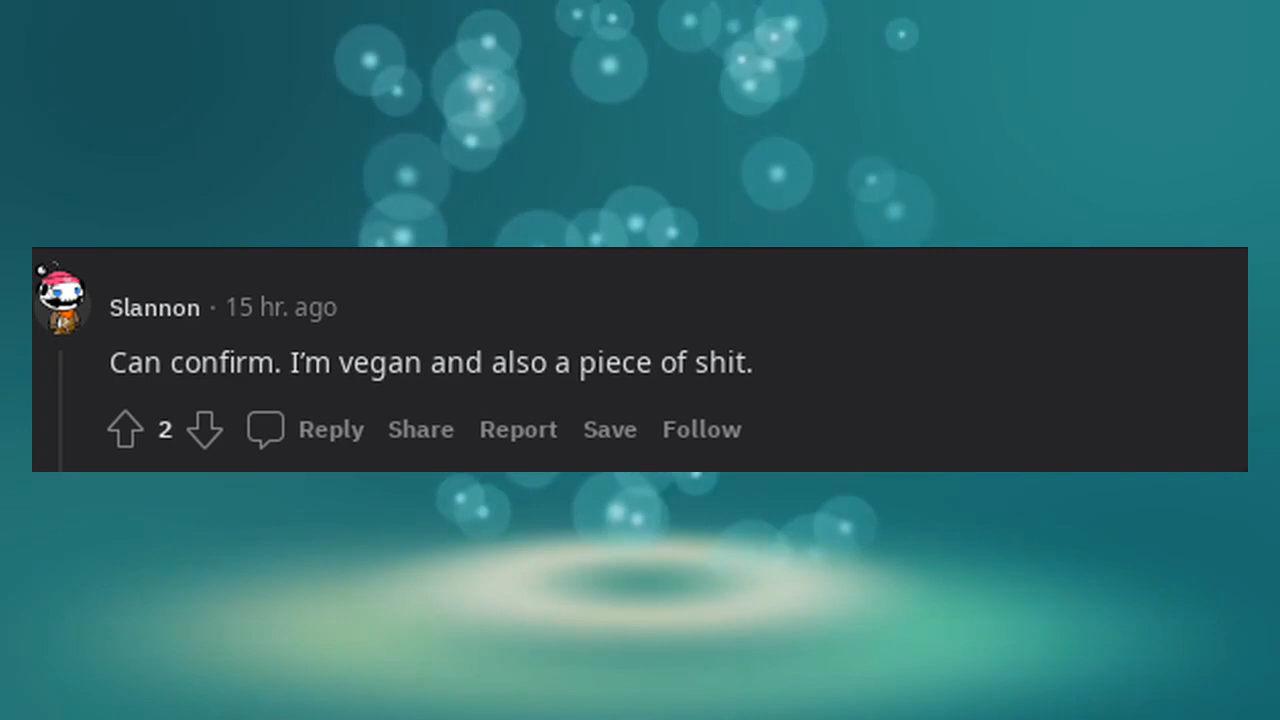 Slannon · 15 hr. ago
Can confirm. I’m vegan and also a piece of shit.
2 Reply Share Report Save Follow